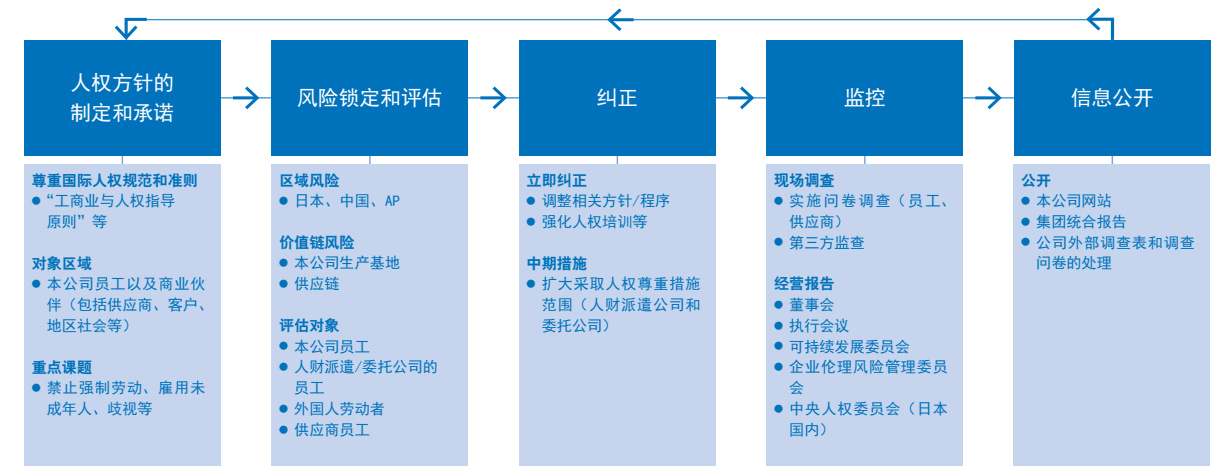 人权方针的
制定和承诺
尊重国际人权规范和准则
● “工商业与人权指导
原则”等
对象区域
● 本公司员工以及商业伙
伴（包括供应商、客户、
地区社会等）
重点课题
● 禁止强制劳动、雇用未
成年人、歧视等
风险锁定和评估
区域风险
● 日本、中国、AP
价值链风险
● 本公司生产基地
● 供应链
评估对象
● 本公司员工
● 人财派遣/委托公司的
员工
● 外国人劳动者
● 供应商员工
纠正
立即纠正
● 调整相关方针/程序
● 强化人权培训等
中期措施
● 扩大采取人权尊重措施
范围（人财派遣公司和
委托公司）
监控
现场调查
● 实施问卷调查（员工、
供应商）
● 第三方监查
经营报告
● 董事会
● 执行会议
● 可持续发展委员会
● 企业伦理风险管理委员
会
● 中央人权委员会（日本
国内）
信息公开
公开
● 本公司网站
● 集团统合报告
● 公司外部调查表和调查
问卷的处理